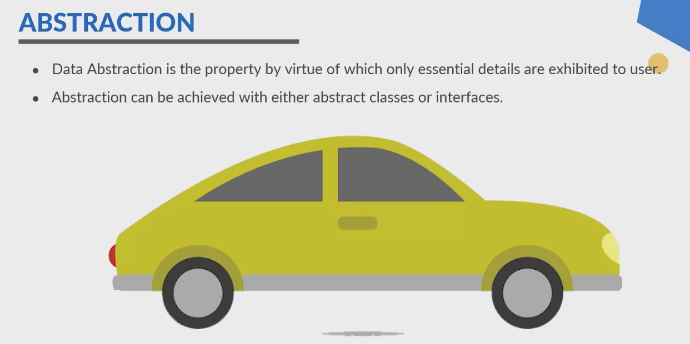 ABSTRACTION
Data Abstraction is the property by virtue of which only essential details are exhibited to user.
Abstraction can be achieved with either abstract classes or interfaces.